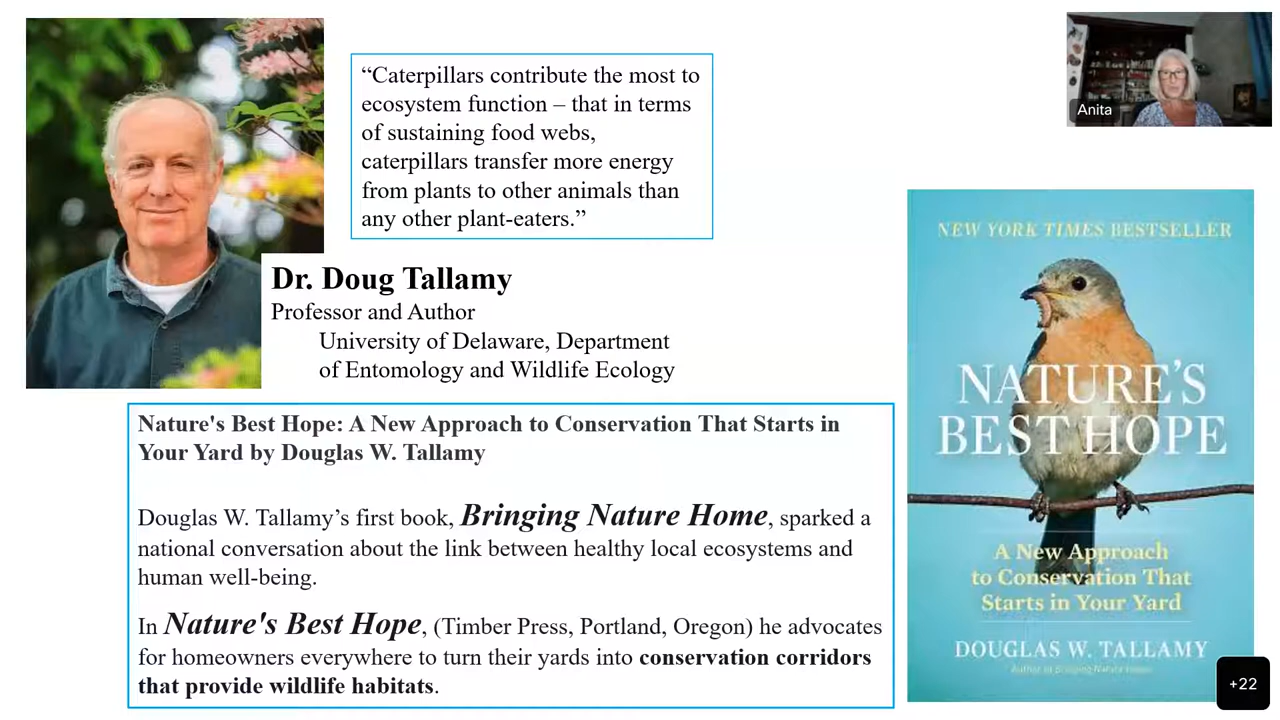 “Caterpillars contribute the most to
ecosystem function – that in terms
of sustaining food webs,
caterpillars transfer more energy
from plants to other animals than
any other plant-eaters.”
Anita
Dr. Doug Tallamy
Professor and Author
University of Delaware, Department
of Entomology and Wildlife Ecology
Nature's Best Hope: A New Approach to Conservation That Starts in
Your Yard by Douglas W. Tallamy
Douglas W. Tallamy’s first book, Bringing Nature Home, sparked a
national conversation about the link between healthy local ecosystems and
human well-being.
In Nature's Best Hope, (Timber Press, Portland, Oregon) he advocates
for homeowners everywhere to turn their yards into conservation corridors
that provide wildlife habitats.
NEW YORK TIMES BESTSELLER
NATURE'S
BEST HOPE
A New Approach
to Conservation That
Starts in Your Yard
DOUGLAS W. TALLAMY
Author of Bringing Nature Home
+22